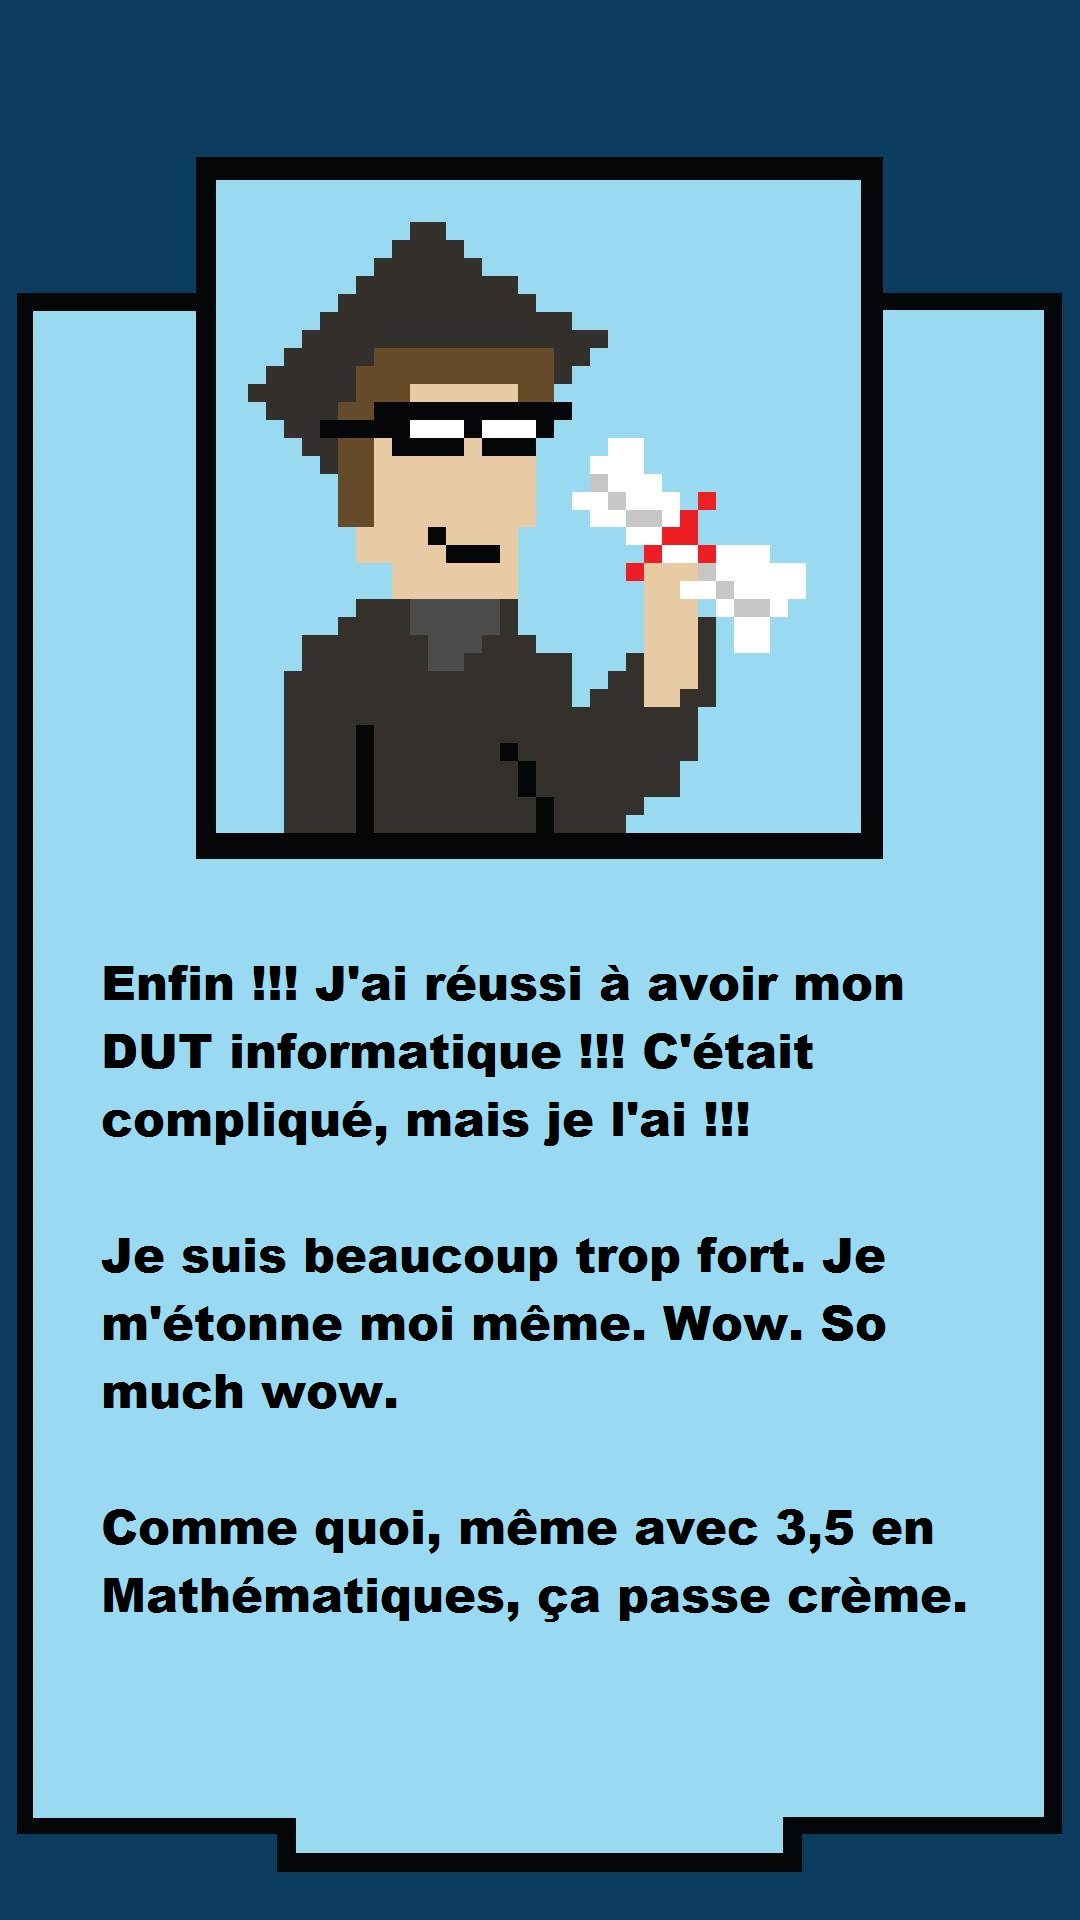 Enfin !!! J'ai réussi à avoir mon
DUT informatique !!! C'était
compliqué, mais je l'ai !!!
Je suis beaucoup trop fort. Je
m'étonne moi même. Wow. So
much wow.
Comme quoi, même avec 3,5 en
Mathématiques, ça passe crème.